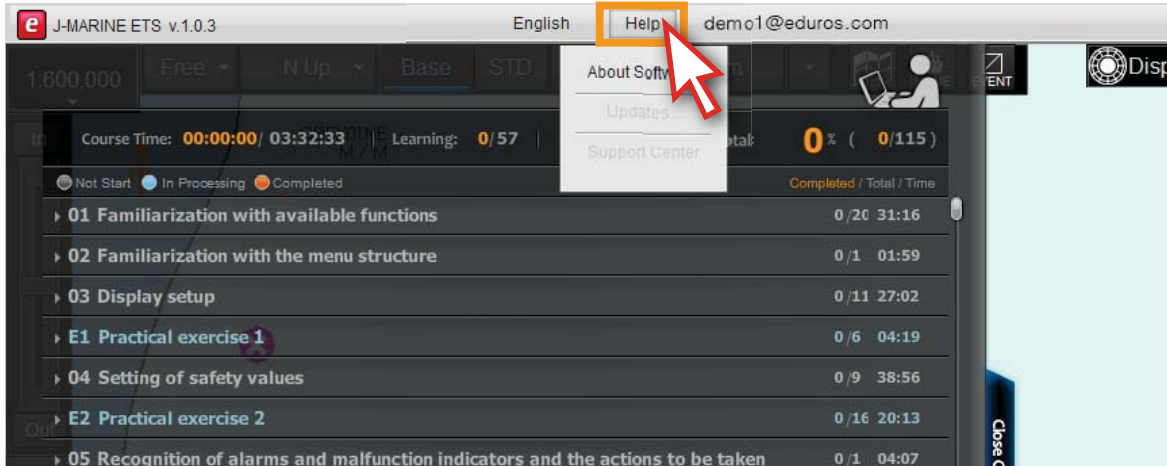 e J-MARINE ETS v.1.0.3 English Help demo1@eduros.com
1:600,000 Free N Up Base STD
About Softw
Updates...
Support Center
Disp
Course Time: 00:00:00/ 03:32:33 | Learning: 0/57 | otal: 0 % ( 0/115 )
Not Start In Processing Completed Completed / Total / Time
01 Familiarization with available functions 0 /20 31:16
02 Familiarization with the menu structure 0 /1 01:59
03 Display setup 0 /11 27:02
E1 Practical exercise 1 0 /6 04:19
04 Setting of safety values 0 /9 38:56
E2 Practical exercise 2 0 /16 20:13
05 Recognition of alarms and malfunction indicators and the actions to be taken 0 /1 04:07
In
Out
Close